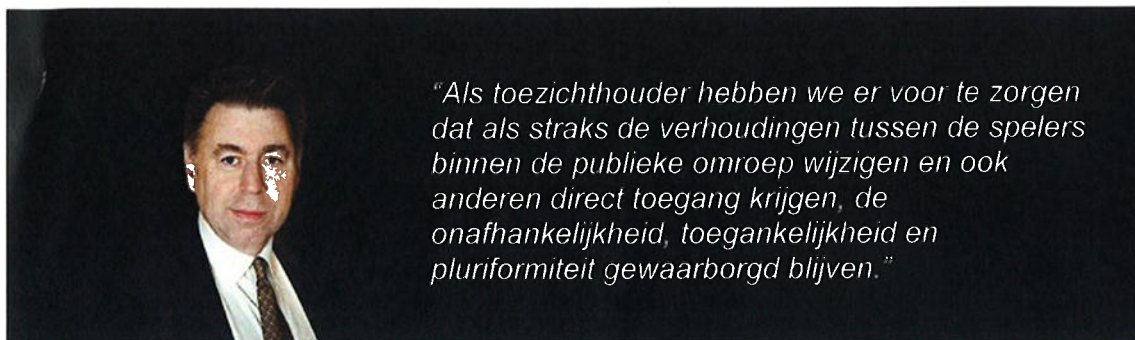 "Als toezichthouder hebben we er voor te zorgen
dat als straks de verhoudingen tussen de spelers
binnen de publieke omroep wijzigen en ook
anderen direct toegang krijgen, de
onafhankelijkheid, toegankelijkheid en
pluriformiteit gewaarborgd blijven."